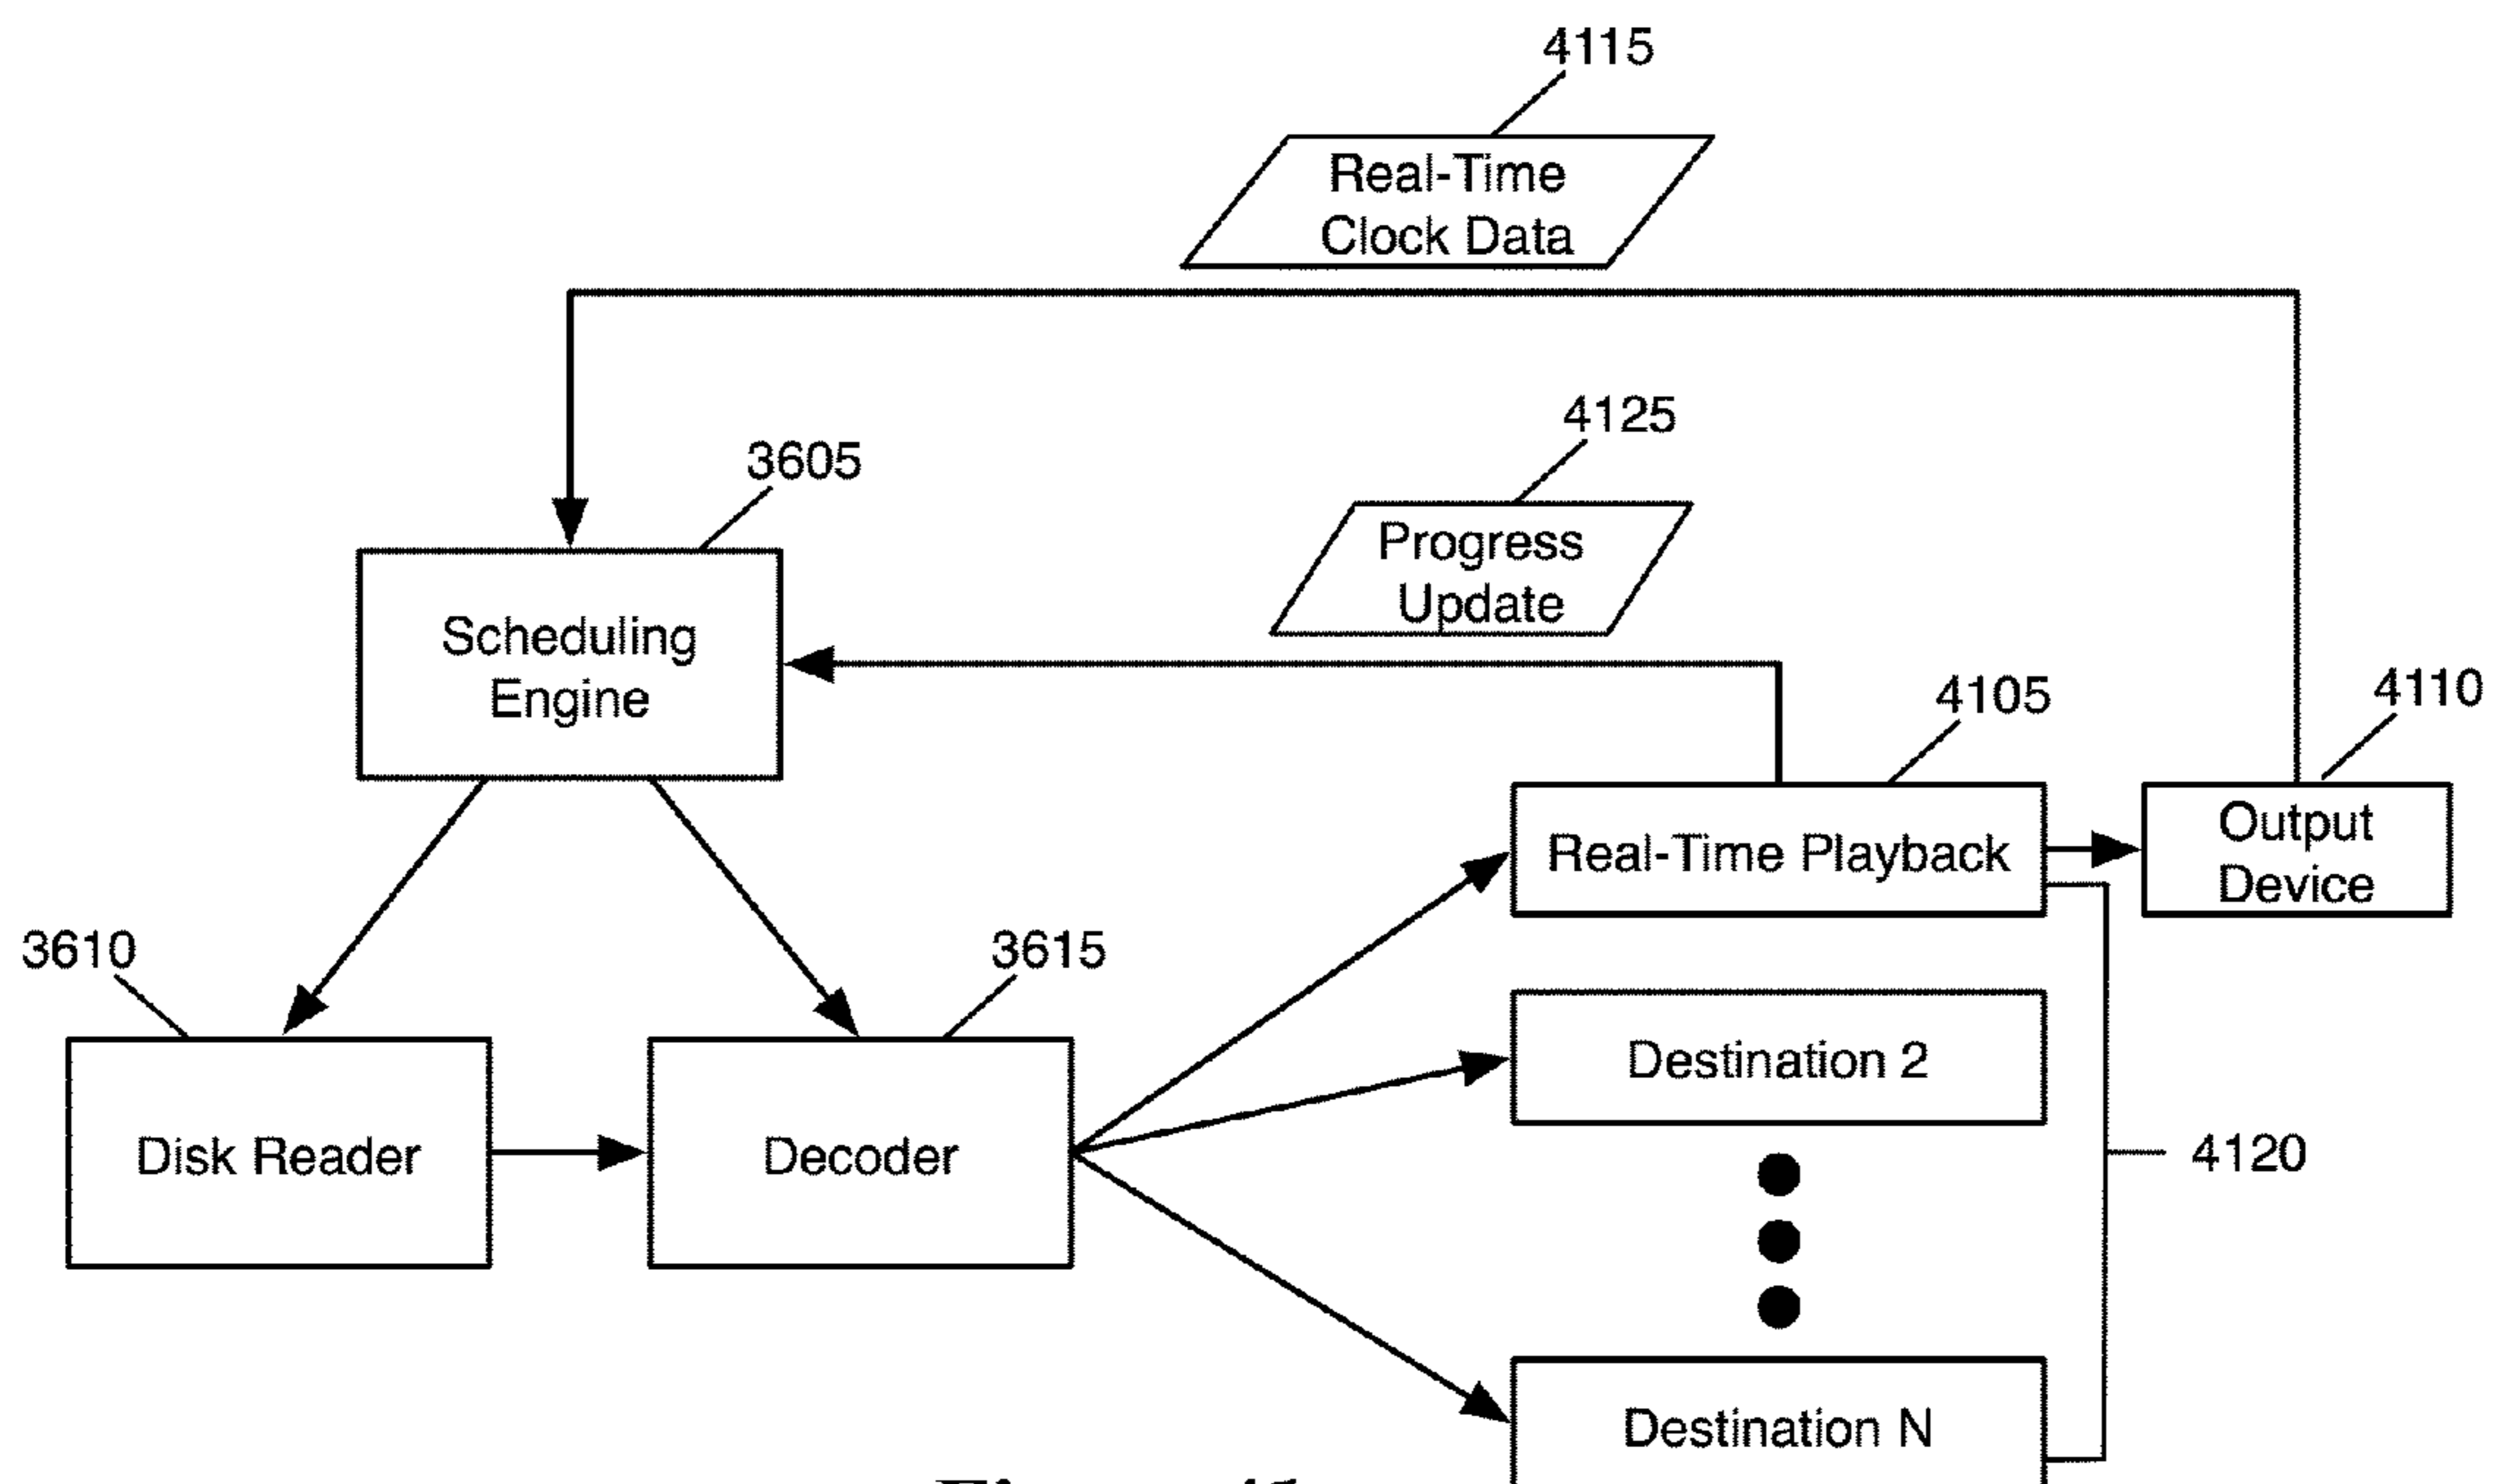 4115
Real-Time
Clock Data
4125
3605
Progress
Update
Scheduling
Engine
4105
4110
Real-Time Playback
Output
Device
3610
3615
Destination 2
Disk Reader
Decoder
4120
Destination N